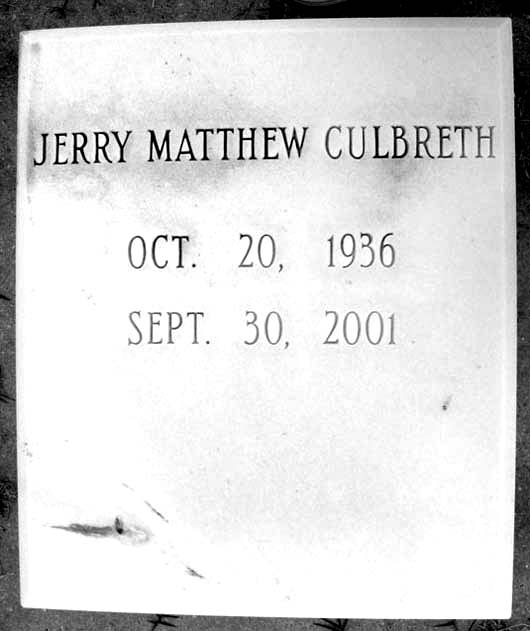 JERRY MATTHEW CULBRETH
OCT. 20, 1936
SEPT. 30, 2001